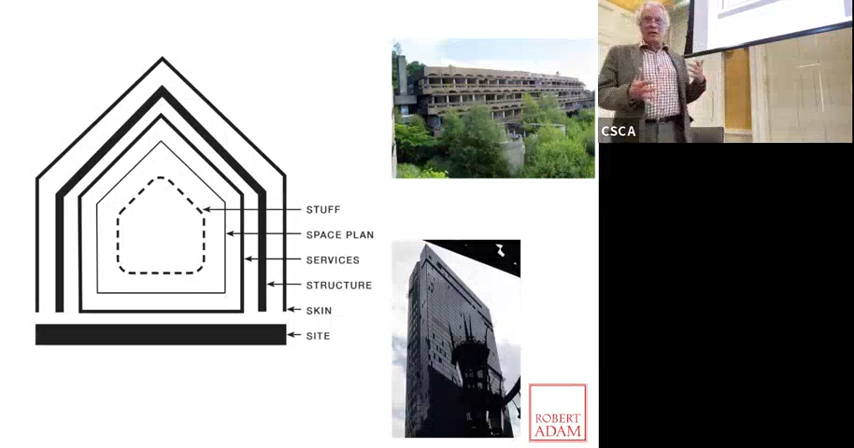 STUFF
SPACE PLAN
SERVICES
STRUCTURE
SKIN
SITE
ROBERT
ADAM
CSCA